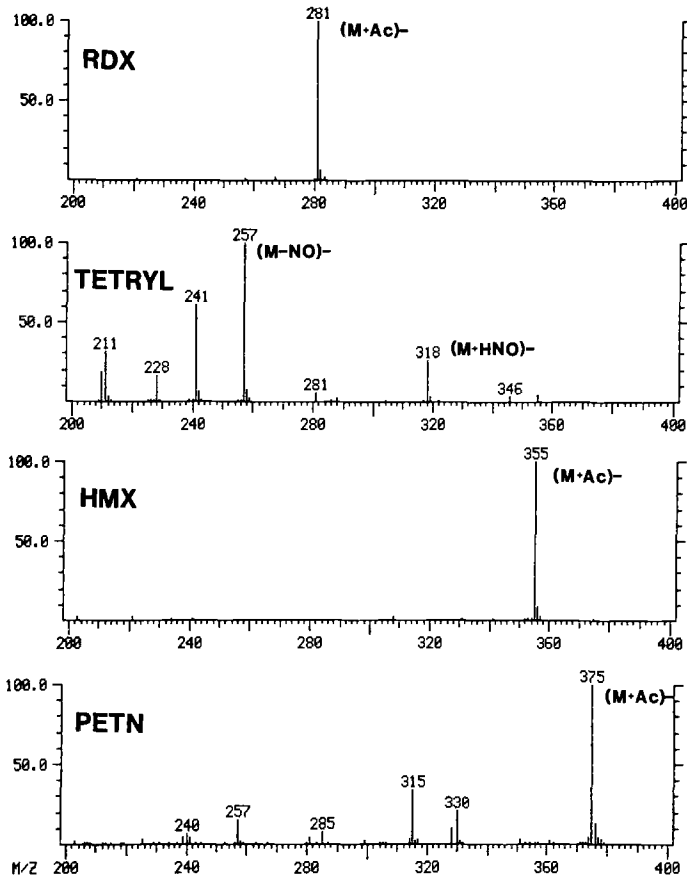 100.0
281
(M+Ac)-
RDX
50.0
200 240 280 320 360 400
100.0
257
(M-NO)-
TETRYL
241
50.0
211
228
281
318
(M+HNO)-
346
200 240 280 320 360 400
100.0
355
(M+Ac)-
HMX
50.0
200 240 280 320 360 400
100.0
375
(M+Ac)-
PETN
50.0
240
257
285
315
330
M/Z 200 240 280 320 360 400